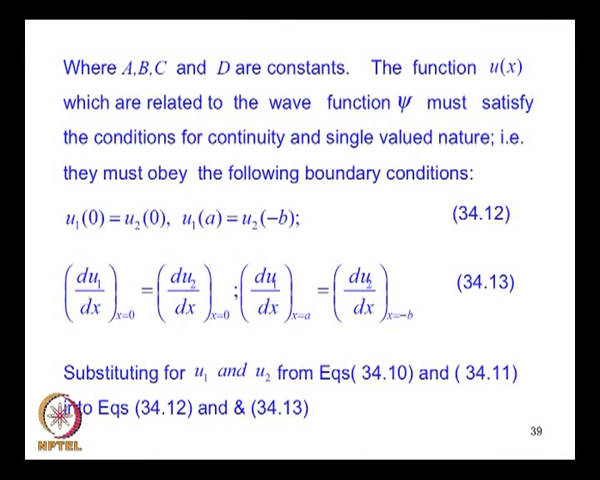 Where A,B,C and D are constants. The function u(x)
which are related to the wave function ψ must satisfy
the conditions for continuity and single valued nature; i.e.
they must obey the following boundary conditions:
u₁(0) = u₂(0), u₁(a) = u₂(−b); (34.12)
(du₁/dx)ₓ₌₀ = (du₂/dx)ₓ₌₀ ; (du₁/dx)ₓ₌ₐ = (du₂/dx)ₓ₌₋b (34.13)
Substituting for u₁ and u₂ from Eqs( 34.10) and ( 34.11)
into Eqs (34.12) and & (34.13)
39
NPTEL